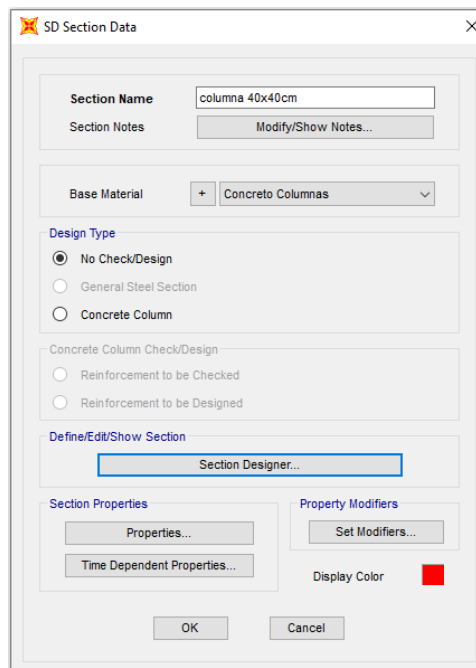 SD Section Data
Section Name columna 40x40cm
Section Notes Modify/Show Notes...
Base Material + Concreto Columnas
Design Type
No Check/Design
General Steel Section
Concrete Column
Concrete Column Check/Design
Reinforcement to be Checked
Reinforcement to be Designed
Define/Edit/Show Section
Section Designer...
Section Properties
Properties...
Time Dependent Properties...
Property Modifiers
Set Modifiers...
Display Color
OK Cancel